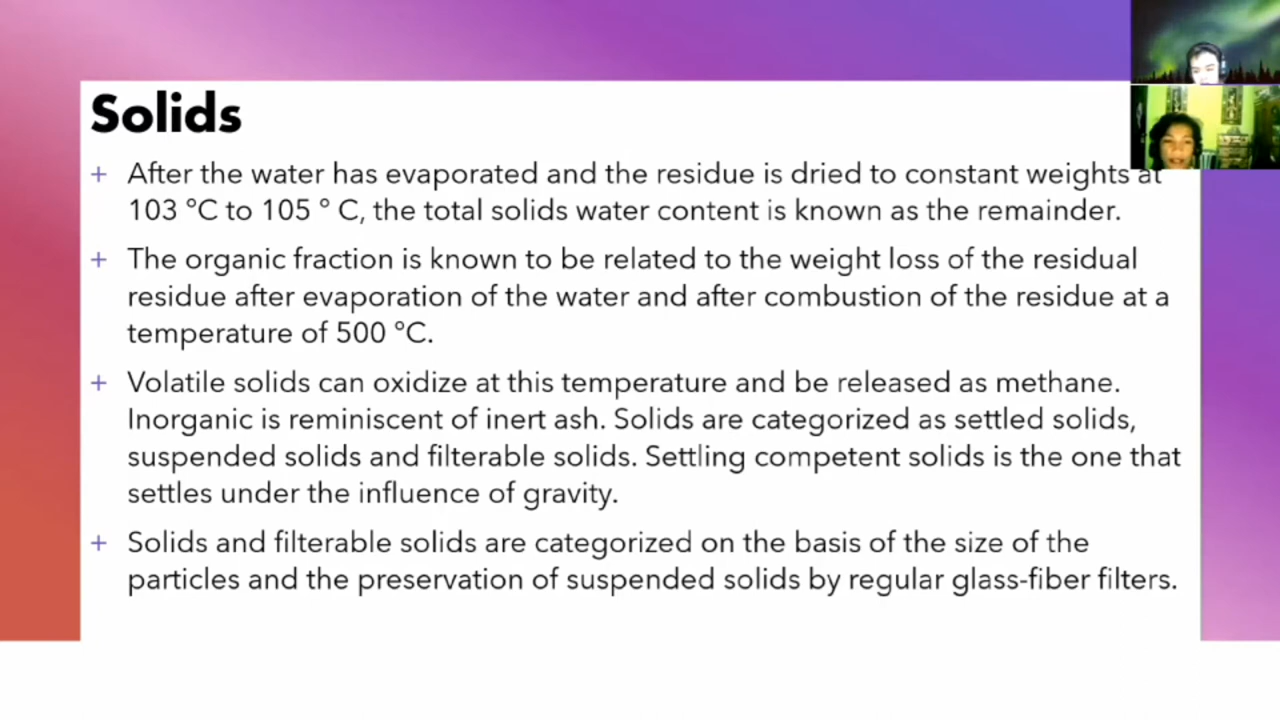 Solids
+ After the water has evaporated and the residue is dried to constant weights at
103 °C to 105 ° C, the total solids water content is known as the remainder.
+ The organic fraction is known to be related to the weight loss of the residual
residue after evaporation of the water and after combustion of the residue at a
temperature of 500 °C.
+ Volatile solids can oxidize at this temperature and be released as methane.
Inorganic is reminiscent of inert ash. Solids are categorized as settled solids,
suspended solids and filterable solids. Settling competent solids is the one that
settles under the influence of gravity.
+ Solids and filterable solids are categorized on the basis of the size of the
particles and the preservation of suspended solids by regular glass-fiber filters.